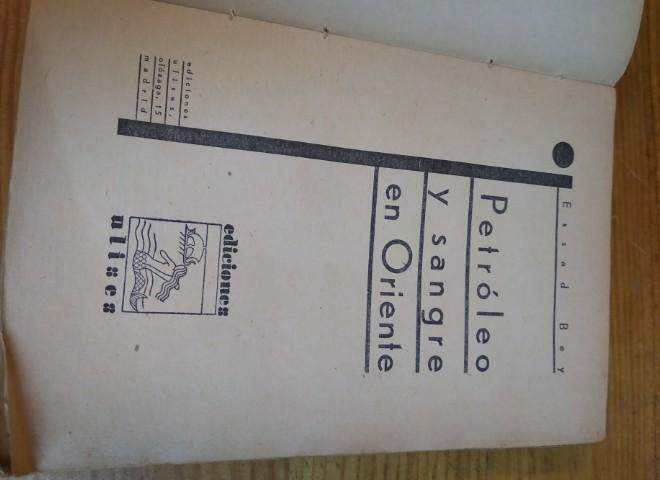 Essad Bey
Petróleo
y sangre
en Oriente
ediciones
ulises,
olózaga, 15
madrid
ediciones
ulises